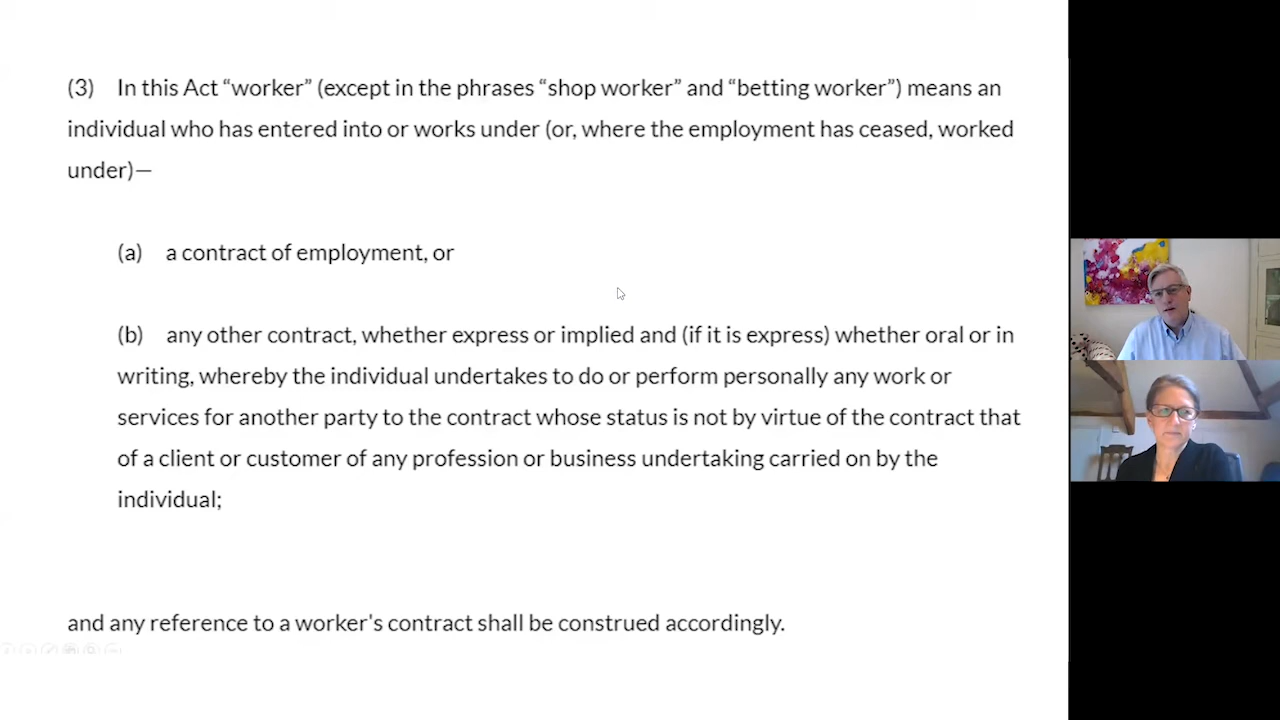 (3) In this Act “worker” (except in the phrases “shop worker” and “betting worker”) means an
individual who has entered into or works under (or, where the employment has ceased, worked
under)—
(a) a contract of employment, or
(b) any other contract, whether express or implied and (if it is express) whether oral or in
writing, whereby the individual undertakes to do or perform personally any work or
services for another party to the contract whose status is not by virtue of the contract that
of a client or customer of any profession or business undertaking carried on by the
individual;
and any reference to a worker's contract shall be construed accordingly.